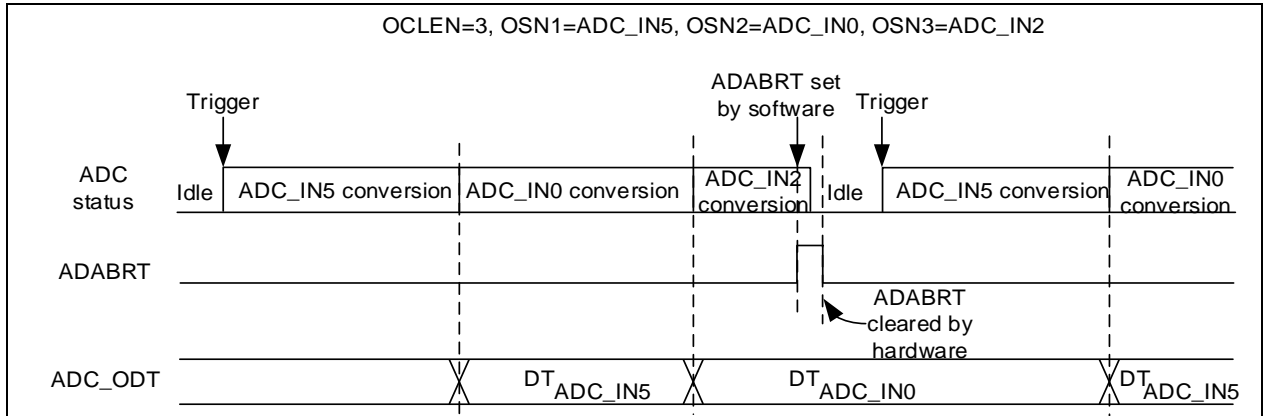 OCLEN=3, OSN1=ADC_IN5, OSN2=ADC_IN0, OSN3=ADC_IN2
Trigger
ADABRT set
by software
Trigger
ADC
status
Idle
ADC_IN5 conversion
ADC_IN0 conversion
ADC_IN2
conversion
Idle
ADC_IN5 conversion
ADC_IN0
conversion
ADABRT
ADABRT
cleared by
hardware
ADC_ODT
DTADC_IN5
DTADC_IN0
DTADC_IN5